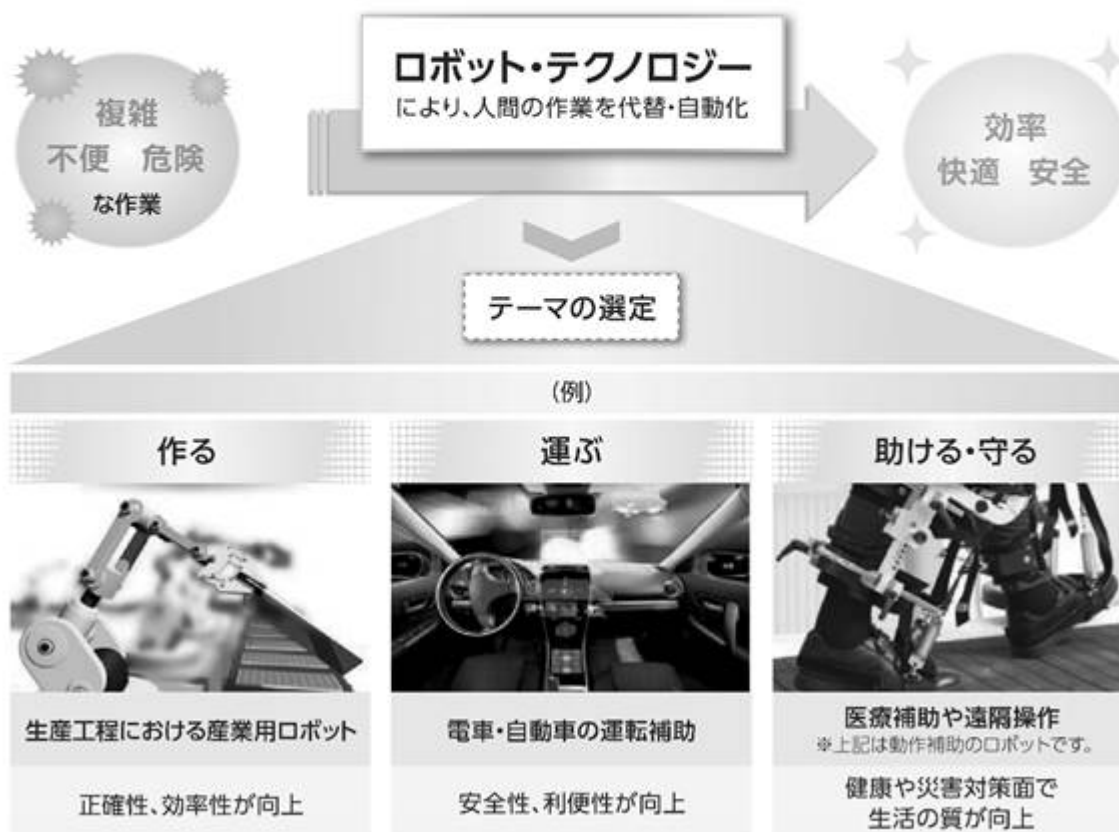 複雑
不便 危険
な作業
ロボット・テクノロジー
により、人間の作業を代替・自動化
効率
快適 安全
テーマの選定
(例)
作る
運ぶ
助ける・守る
生産工程における産業用ロボット
電車・自動車の運転補助
医療補助や遠隔操作
※上記は動作補助のロボットです。
正確性、効率性が向上
安全性、利便性が向上
健康や災害対策面で
生活の質が向上